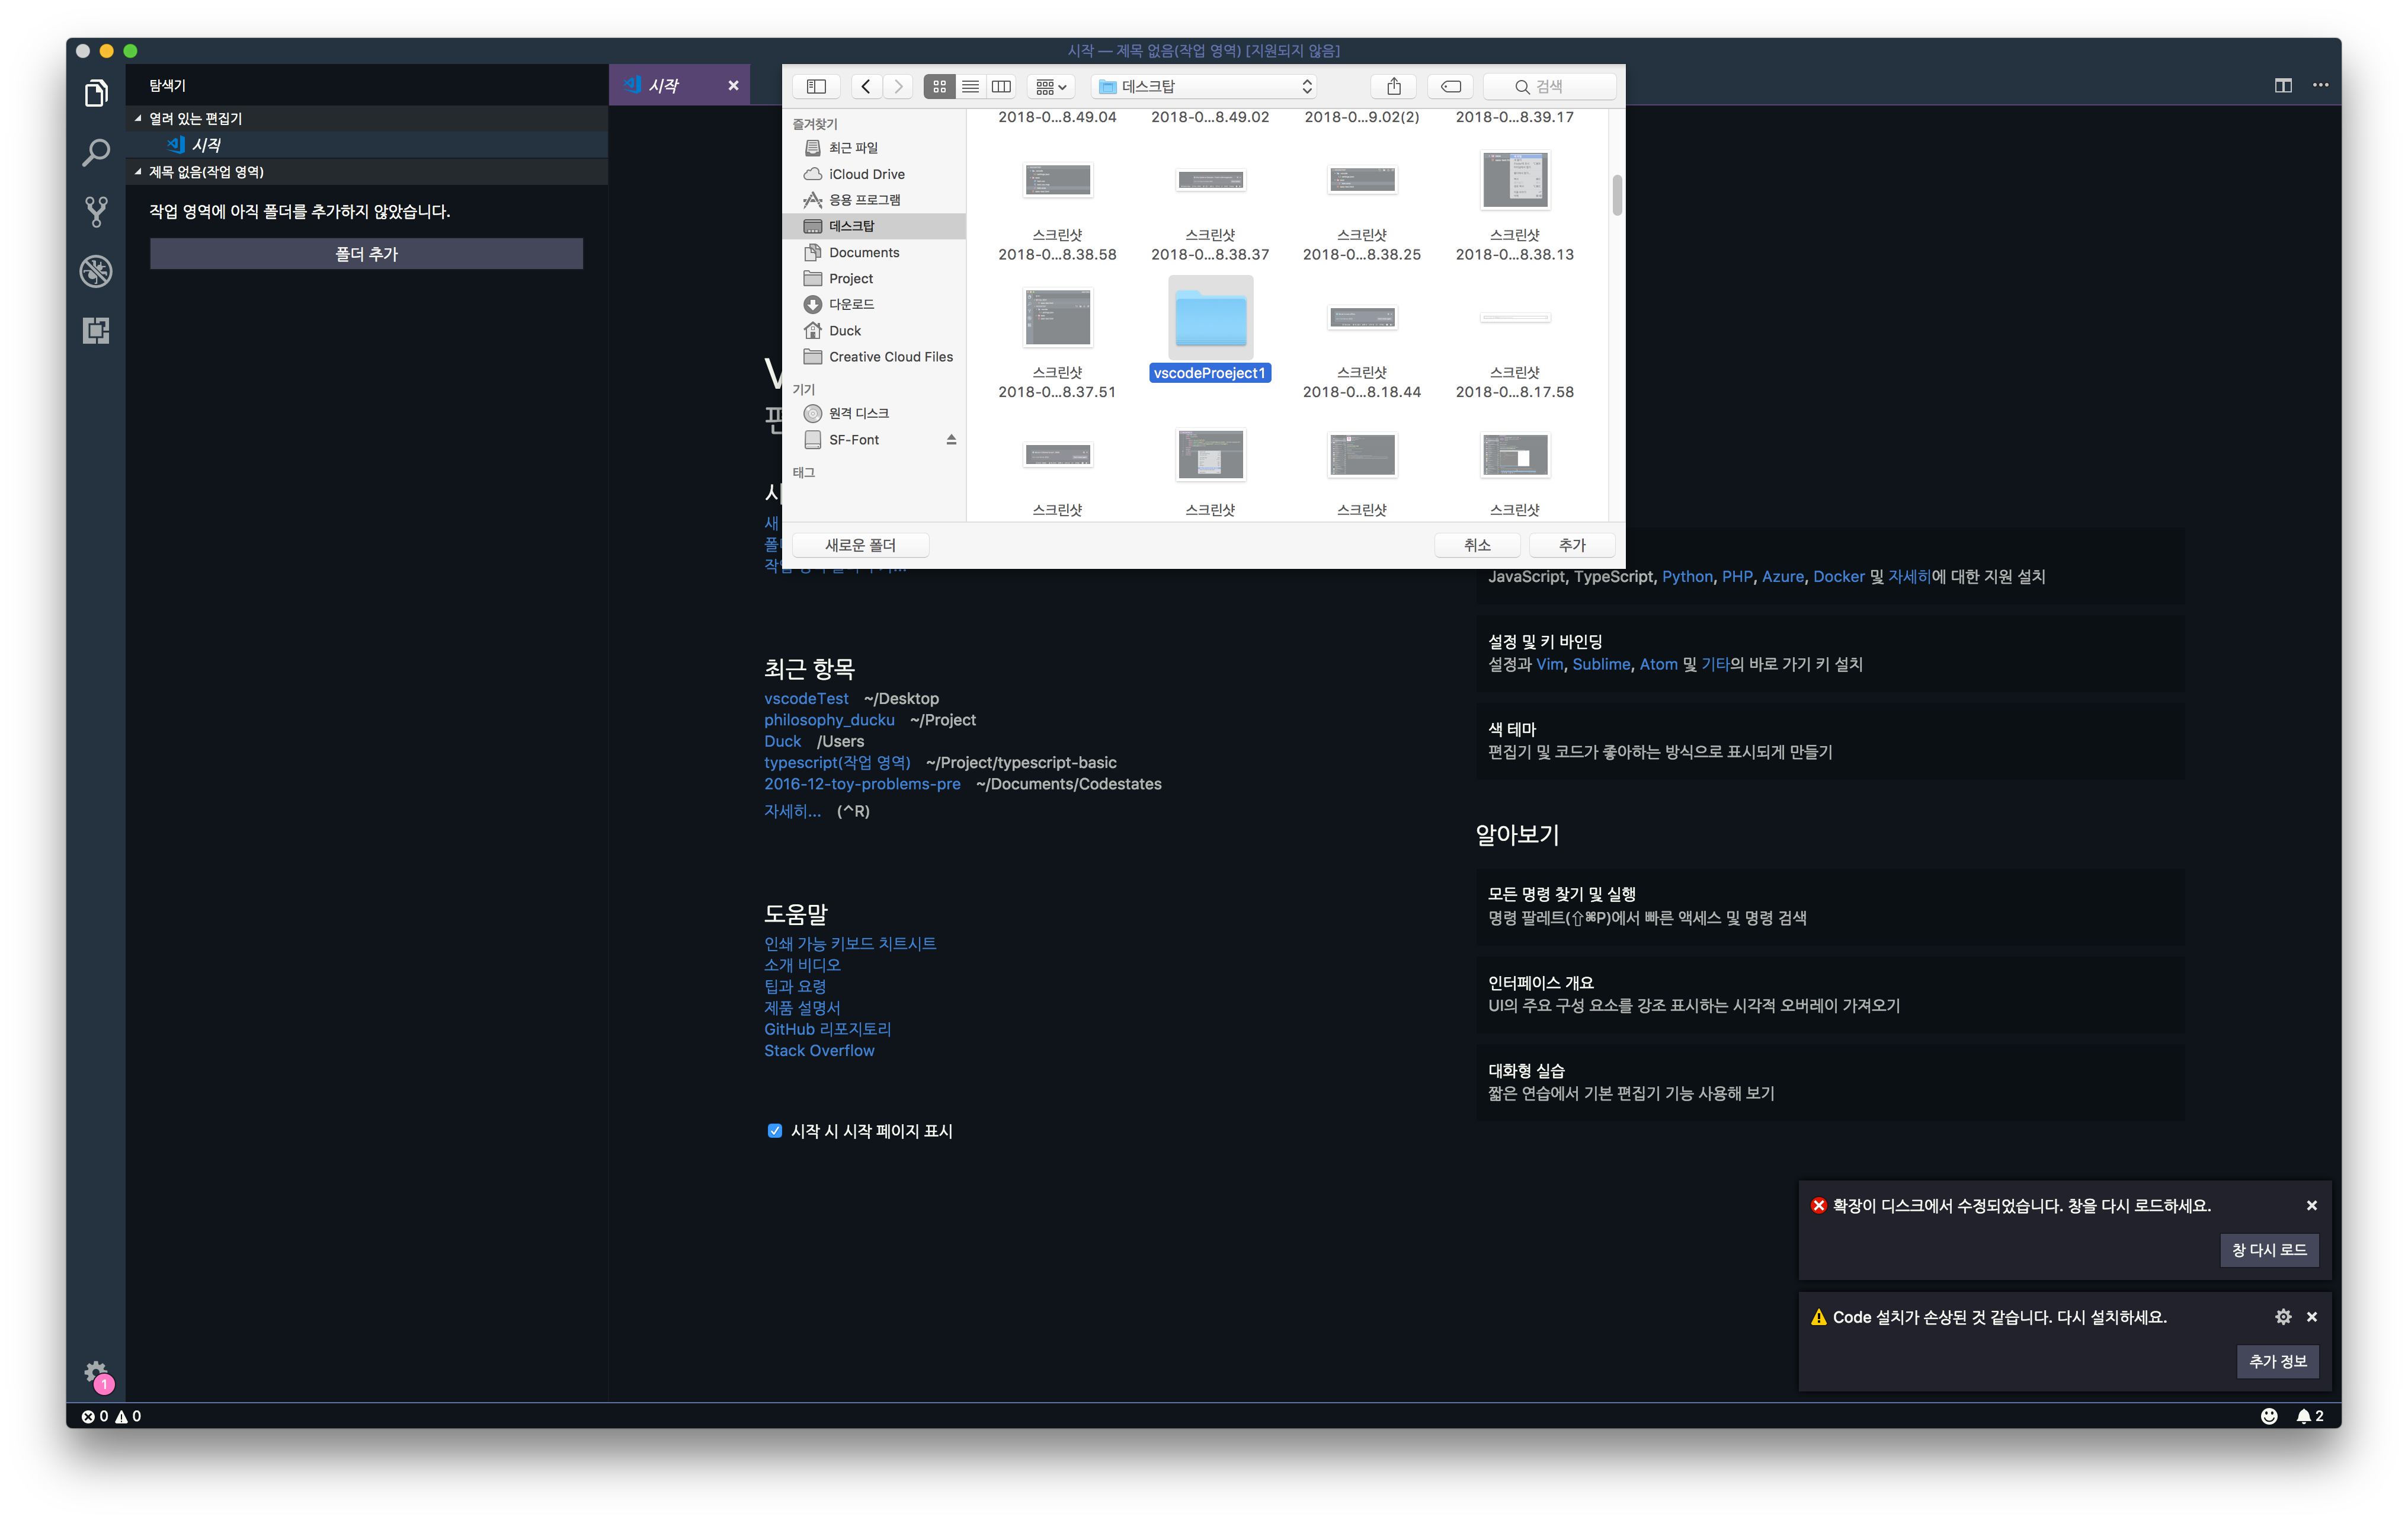 시작 — 제목 없음(작업 영역) [지원되지 않음]
탐색기
열려 있는 편집기
시작
제목 없음(작업 영역)
작업 영역에 아직 폴더를 추가하지 않았습니다.
폴더 추가
시작
데스크탑
검색
즐겨찾기
최근 파일
iCloud Drive
응용 프로그램
데스크탑
Documents
Project
다운로드
Duck
Creative Cloud Files
기기
원격 디스크
SF-Font
태그
2018-0...8.49.04
2018-0...8.49.02
2018-0...9.02(2)
2018-0...8.39.17
스크린샷
2018-0...8.38.58
스크린샷
2018-0...8.38.37
스크린샷
2018-0...8.38.25
스크린샷
2018-0...8.38.13
스크린샷
2018-0...8.37.51
vscodeProeject1
스크린샷
2018-0...8.18.44
스크린샷
2018-0...8.17.58
스크린샷
스크린샷
스크린샷
스크린샷
새로운 폴더
취소
추가
새
JavaScript, TypeScript, Python, PHP, Azure, Docker 및 자세히에 대한 지원 설치
설정 및 키 바인딩
설정과 Vim, Sublime, Atom 및 기타의 바로 가기 키 설치
색 테마
편집기 및 코드가 좋아하는 방식으로 표시되게 만들기
최근 항목
vscodeTest ~/Desktop
philosophy_ducku ~/Project
Duck /Users
typescript(작업 영역) ~/Project/typescript-basic
2016-12-toy-problems-pre ~/Documents/Codestates
자세히... (^R)
알아보기
모든 명령 찾기 및 실행
명령 팔레트(⇧⌘P)에서 빠른 액세스 및 명령 검색
인터페이스 개요
UI의 주요 구성 요소를 강조 표시하는 시각적 오버레이 가져오기
대화형 실습
짧은 연습에서 기본 편집기 기능 사용해 보기
도움말
인쇄 가능 키보드 치트시트
소개 비디오
팁과 요령
제품 설명서
GitHub 리포지토리
Stack Overflow
시작 시 시작 페이지 표시
확장이 디스크에서 수정되었습니다. 창을 다시 로드하세요.
창 다시 로드
Code 설치가 손상된 것 같습니다. 다시 설치하세요.
추가 정보
1
0 0
2